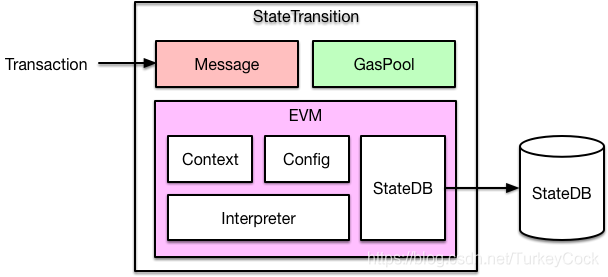 StateTransition
Transaction
Message
GasPool
EVM
Context
Config
StateDB
Interpreter
StateDB
https://blog.csdn.net/TurkeyCock